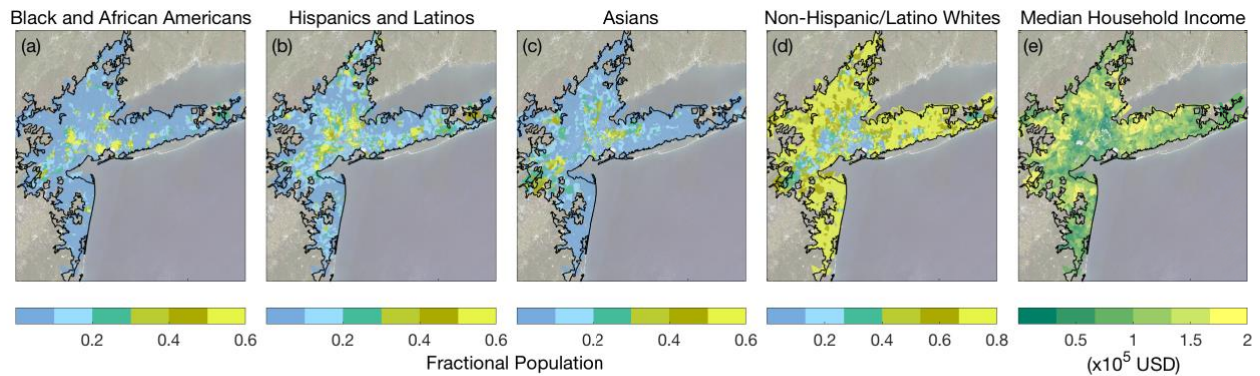 Black and African Americans
Hispanics and Latinos
Asians
Non-Hispanic/Latino Whites
Median Household Income
(a)
(b)
(c)
(d)
(e)
0.2 0.4 0.6
0.2 0.4 0.6
0.2 0.4 0.6
0.2 0.4 0.6 0.8
0.5 1 1.5 2
Fractional Population
(x10⁵ USD)